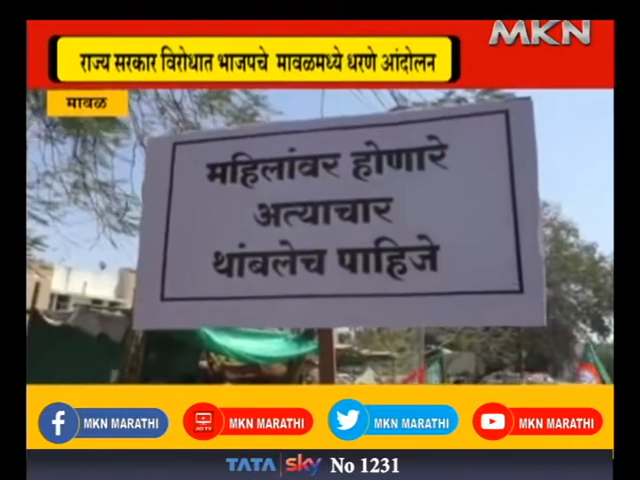 MKN
राज्य सरकार विरोधात भाजपचे मावळमध्ये धरणे आंदोलन
मावळ
महिलांवर होणारे
अत्याचार
थांबलेच पाहिजे
MKN MARATHI MKN MARATHI MKN MARATHI MKN MARATHI
TATA sky No 1231